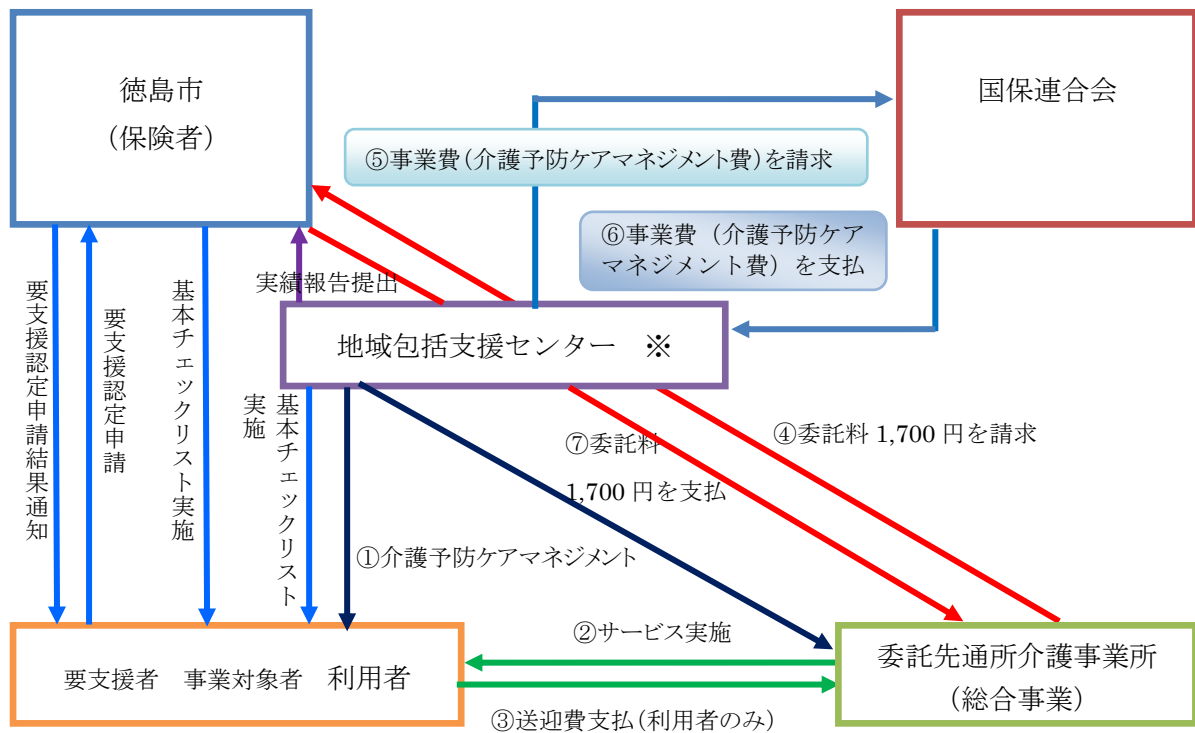 徳島市
（保険者）
国保連合会
⑤事業費（介護予防ケアマネジメント費）を請求
⑥事業費（介護予防ケア
マネジメント費）を支払
実績報告提出
地域包括支援センター　※
要支援認定申請結果通知
要支援認定申請
基本チェックリスト実施
基本チェックリスト
実施
⑦委託料
1,700 円を支払
④委託料 1,700 円を請求
①介護予防ケアマネジメント
②サービス実施
③送迎費支払（利用者のみ）
要支援者　事業対象者　利用者
委託先通所介護事業所
（総合事業）